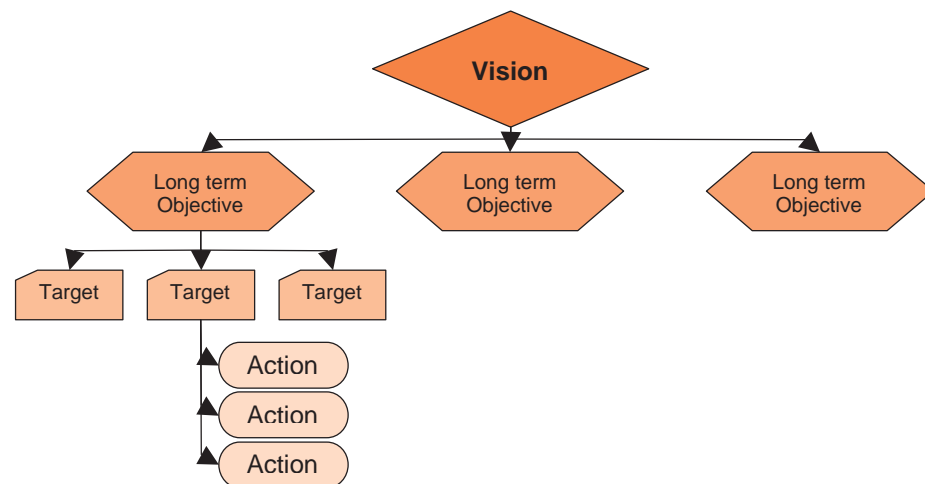 Vision
Long term
Objective
Long term
Objective
Long term
Objective
Target
Target
Target
Action
Action
Action